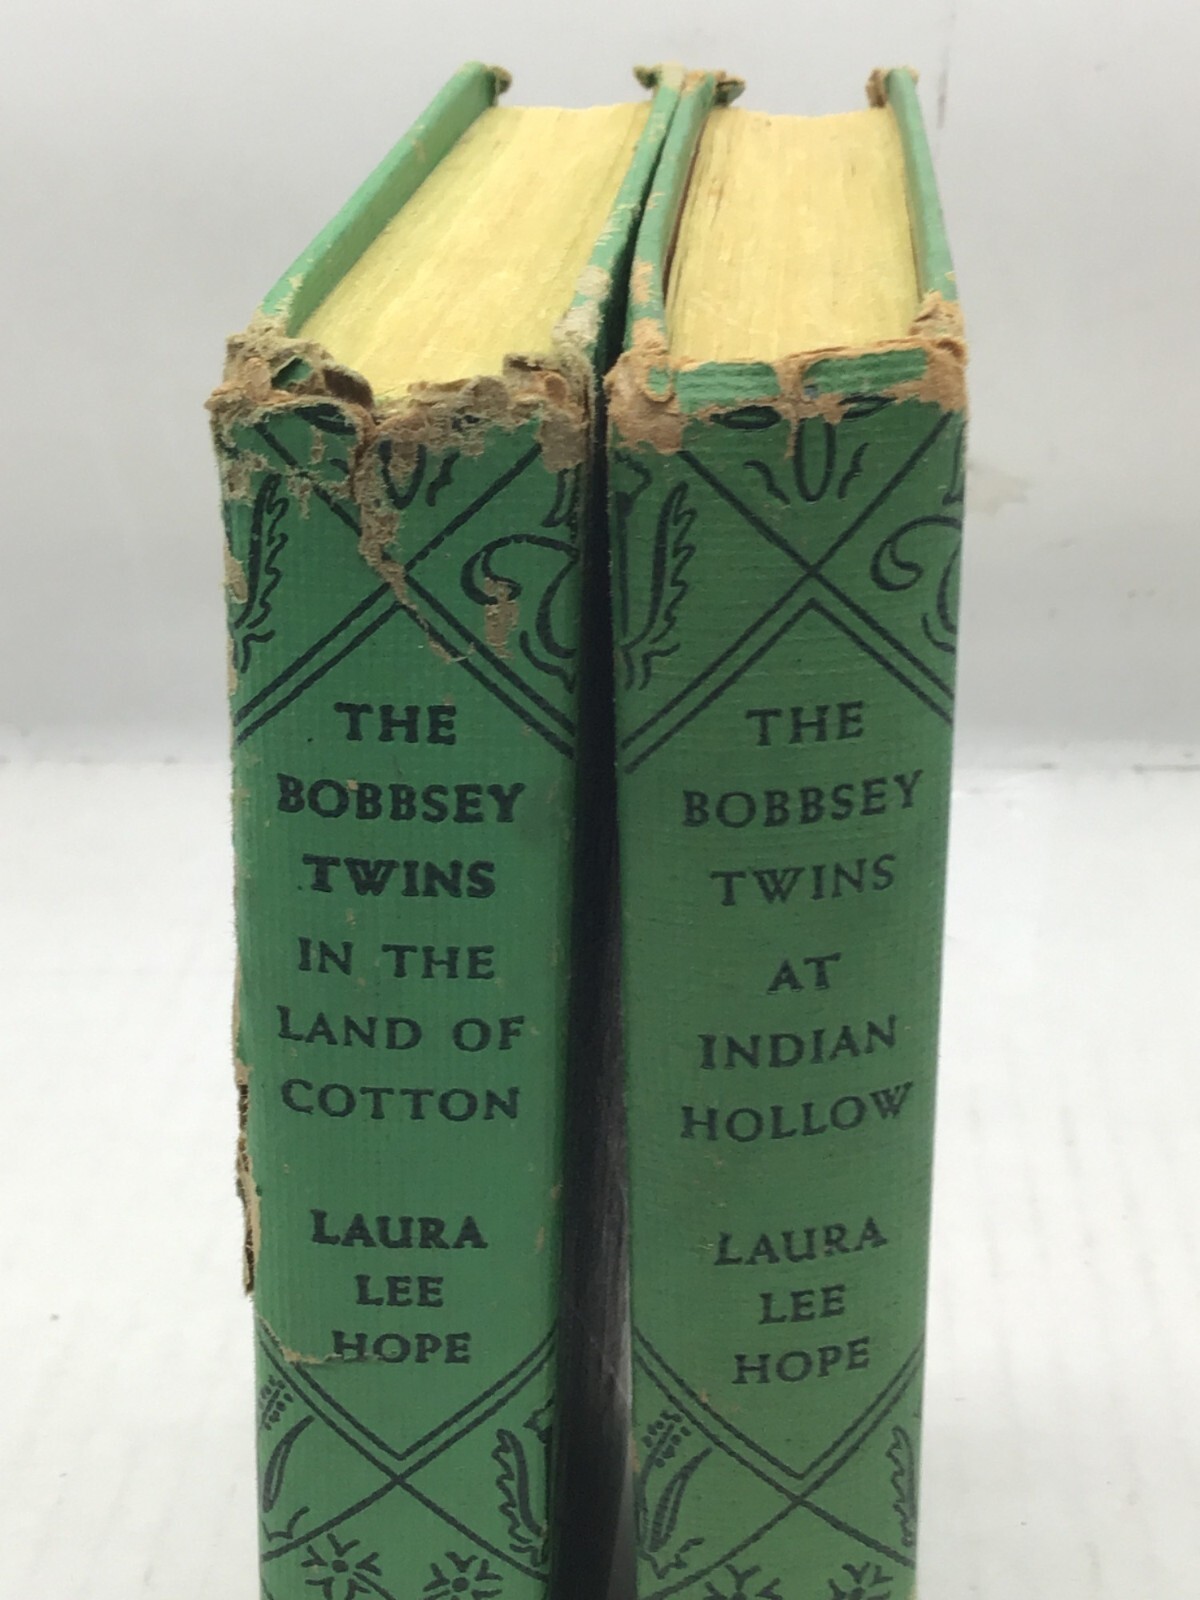 THE
BOBBSEY
TWINS
IN THE
LAND OF
COTTON
LAURA
LEE
HOPE
THE
BOBBSEY
TWINS
AT
INDIAN
HOLLOW
LAURA
LEE
HOPE